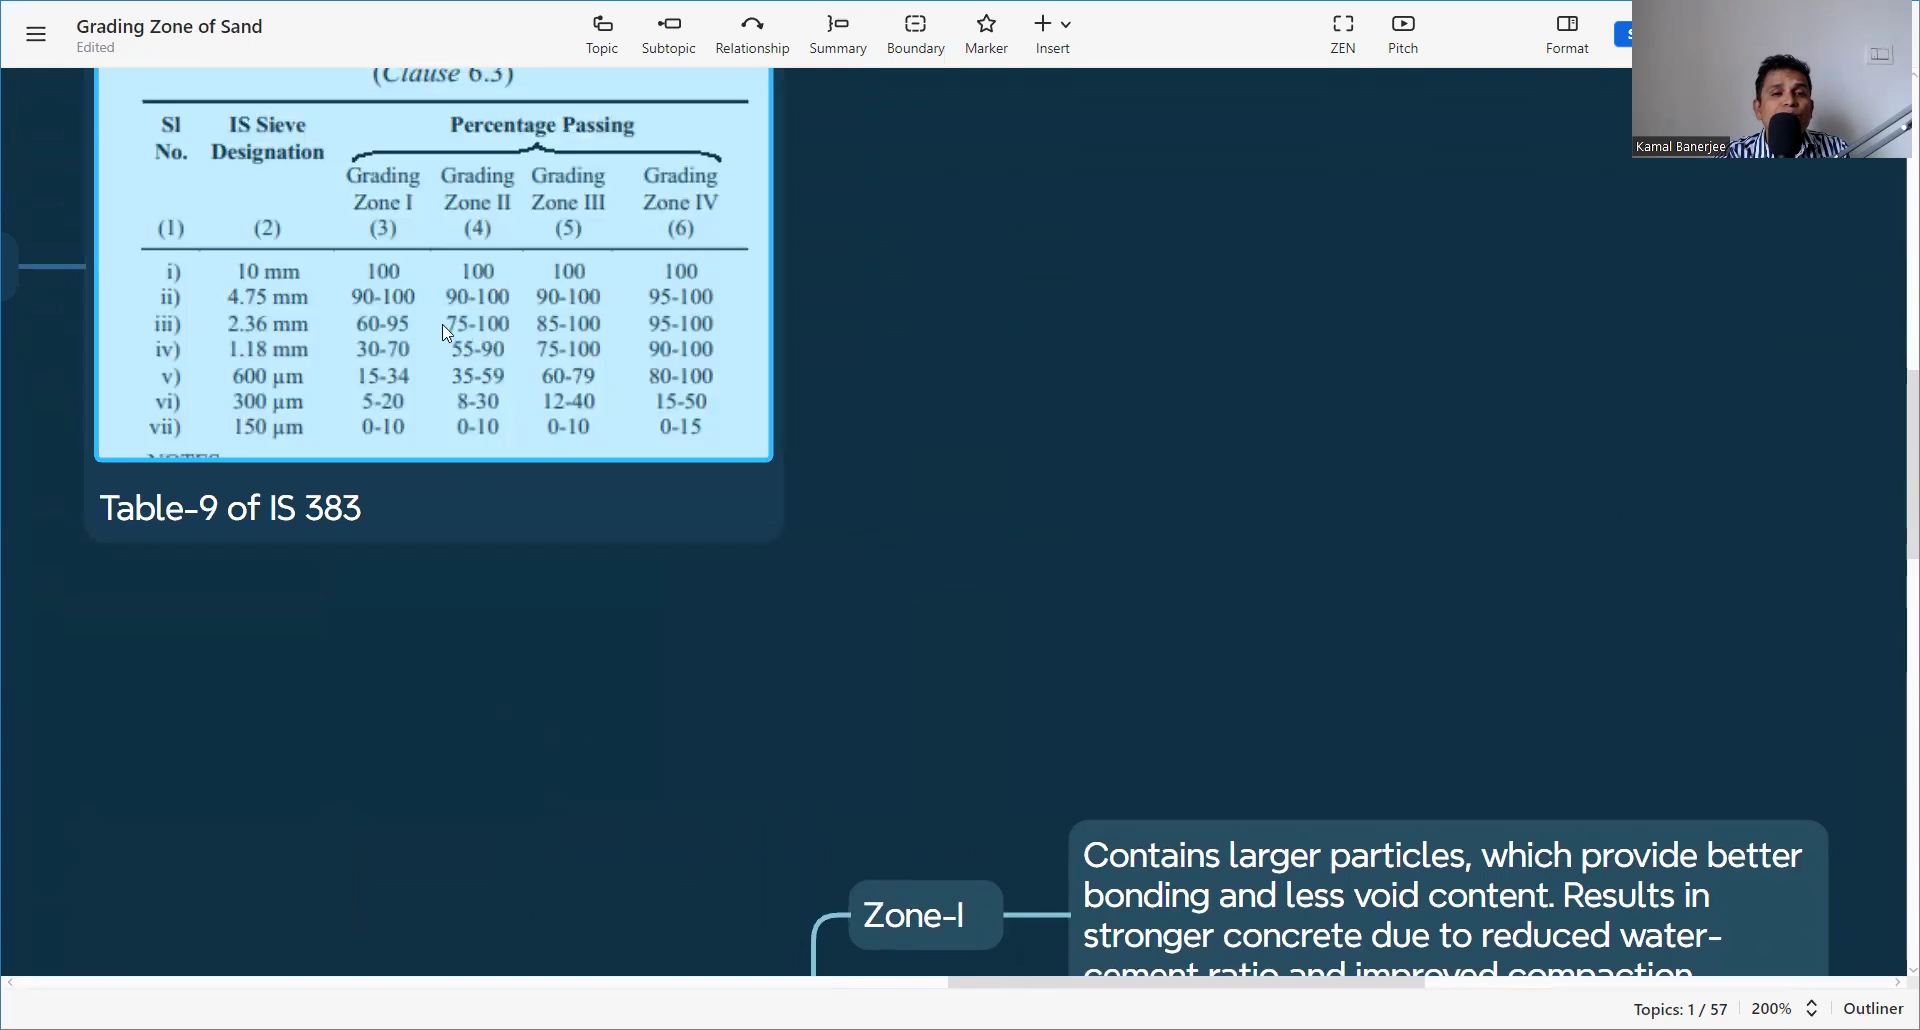 Grading Zone of Sand
Edited
Topic
Subtopic
Relationship
Summary
Boundary
Marker
Insert
ZEN
Pitch
Format
Kamal Banerjee
(Clause 6.3)
Sl No. IS Sieve Designation Percentage Passing
Grading Zone I Grading Zone II Grading Zone III Grading Zone IV
(1) (2) (3) (4) (5) (6)
i) 10 mm 100 100 100 100
ii) 4.75 mm 90-100 90-100 90-100 95-100
iii) 2.36 mm 60-95 75-100 85-100 95-100
iv) 1.18 mm 30-70 55-90 75-100 90-100
v) 600 µm 15-34 35-59 60-79 80-100
vi) 300 µm 5-20 8-30 12-40 15-50
vii) 150 µm 0-10 0-10 0-10 0-15
Table-9 of IS 383
Zone-I
Contains larger particles, which provide better
bonding and less void content. Results in
stronger concrete due to reduced water-
cement ratio and improved compaction
Topics: 1 / 57
200%
Outliner